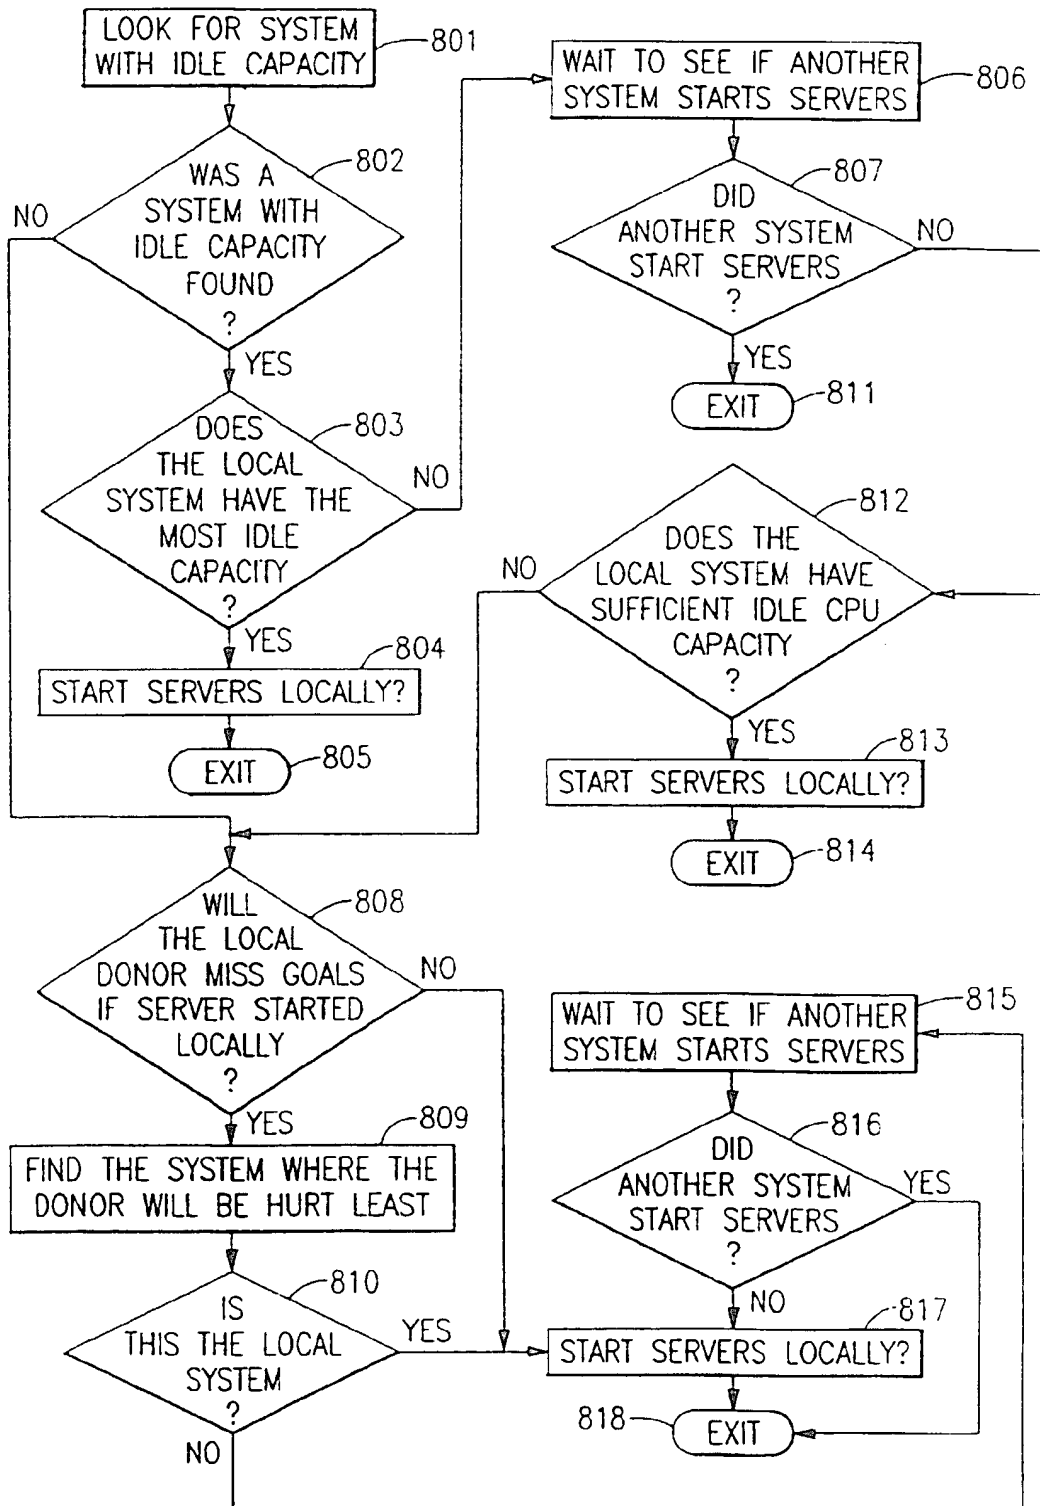 LOOK FOR SYSTEM
WITH IDLE CAPACITY
801
WAS A
SYSTEM WITH
IDLE CAPACITY
FOUND
?
802
NO
YES
DOES
THE LOCAL
SYSTEM HAVE THE
MOST IDLE
CAPACITY
?
803
NO
YES
START SERVERS LOCALLY?
804
EXIT
805
WAIT TO SEE IF ANOTHER
SYSTEM STARTS SERVERS
806
DID
ANOTHER SYSTEM
START SERVERS
?
807
NO
YES
EXIT
811
DOES THE
LOCAL SYSTEM HAVE
SUFFICIENT IDLE CPU
CAPACITY
?
812
NO
YES
START SERVERS LOCALLY?
813
EXIT
814
WILL
THE LOCAL
DONOR MISS GOALS
IF SERVER STARTED
LOCALLY
?
808
NO
YES
FIND THE SYSTEM WHERE THE
DONOR WILL BE HURT LEAST
809
IS
THIS THE LOCAL
SYSTEM
?
810
YES
NO
WAIT TO SEE IF ANOTHER
SYSTEM STARTS SERVERS
815
DID
ANOTHER SYSTEM
START SERVERS
?
816
YES
NO
START SERVERS LOCALLY?
817
EXIT
818